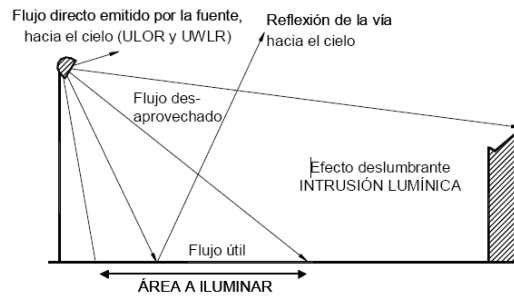 Flujo directo emitido por la fuente,
hacia el cielo (ULOR y UWLR)
Reflexión de la vía
hacia el cielo
Flujo des-
aprovechado
Efecto deslumbrante
INTRUSIÓN LUMÍNICA
Flujo útil
ÁREA A ILUMINAR